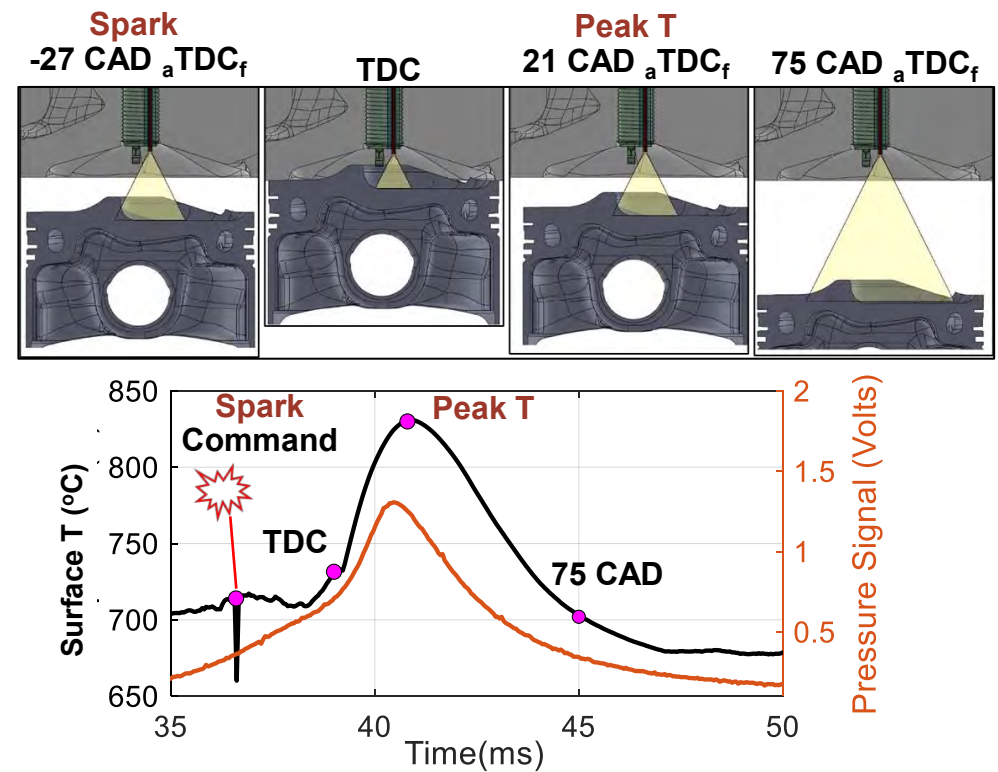 Spark
-27 CAD aTDCf
TDC
Peak T
21 CAD aTDCf
75 CAD aTDCf
850
800
750
700
650
Surface T (ºC)
Spark
Command
TDC
Peak T
75 CAD
2
1.5
1
0.5
Pressure Signal (Volts)
35
40
45
50
Time(ms)